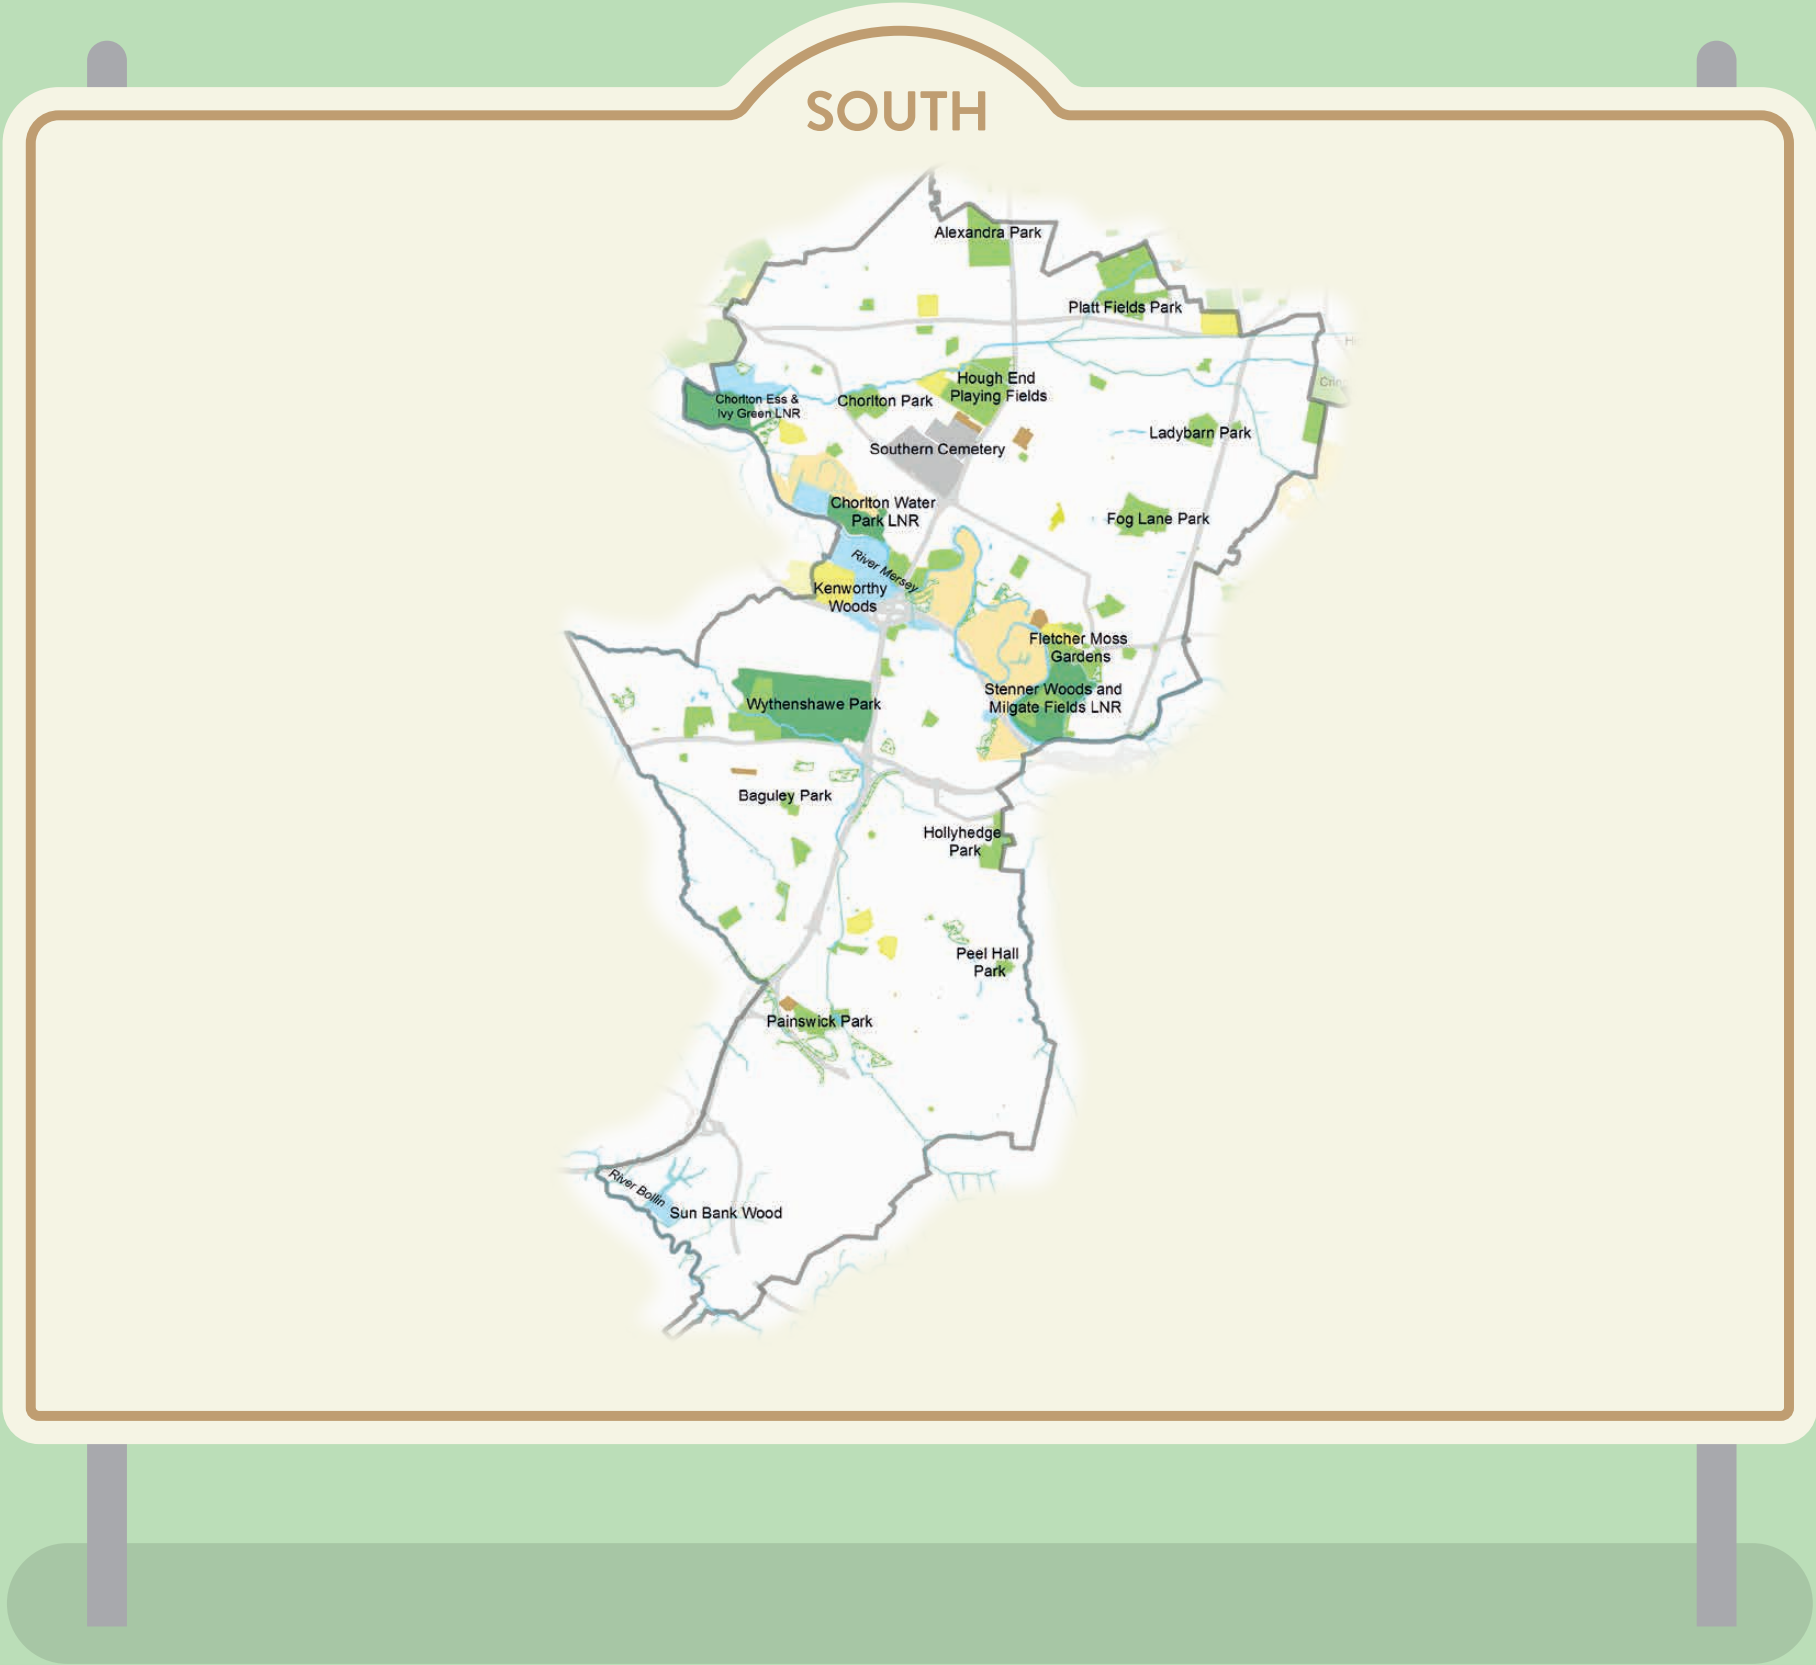 SOUTH
Alexandra Park
Platt Fields Park
Hough End
Playing Fields
Chorlton Ess &
Ivy Green LNR
Chorlton Park
Ladybarn Park
Southern Cemetery
Chorlton Water
Park LNR
Fog Lane Park
River Mersey
Kenworthy
Woods
Fletcher Moss
Gardens
Stenner Woods and
Milgate Fields LNR
Wythenshawe Park
Baguley Park
Hollyhedge
Park
Peel Hall
Park
Painswick Park
River Bollin
Sun Bank Wood